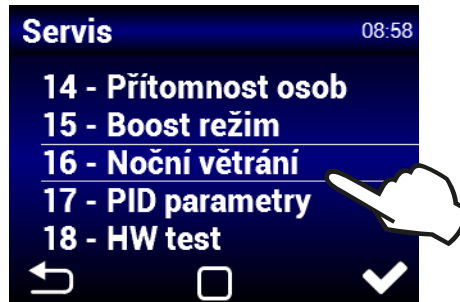 Servis 08:58
14 - Přítomnost osob
15 - Boost režim
16 - Noční větrání
17 - PID parametry
18 - HW test